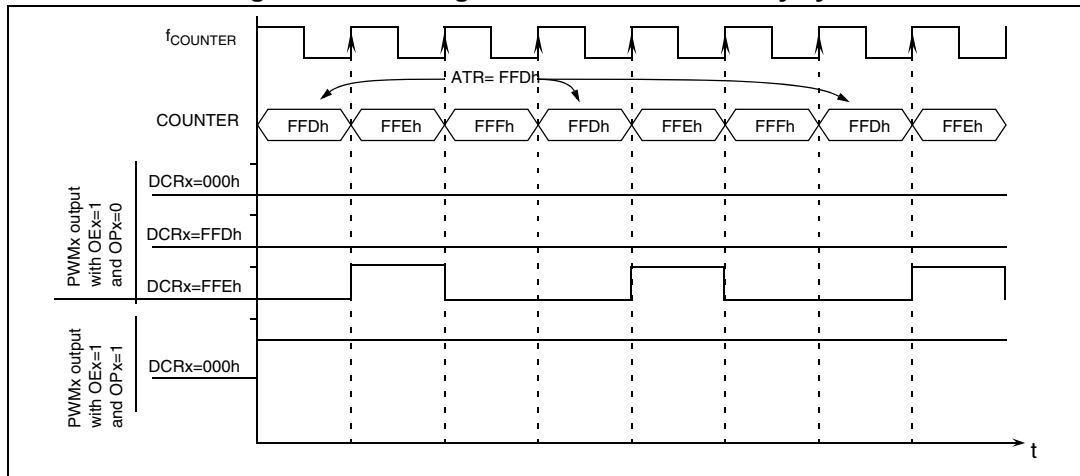 fCOUNTER
ATR= FFDh
COUNTER
FFDh FFEh FFFh FFDh FFEh FFFh FFDh FFEh
PWMx output
with OEx=1
and OPx=0
DCRx=000h
DCRx=FFDh
DCRx=FFEh
PWMx output
with OEx=1
and OPx=1
DCRx=000h
t